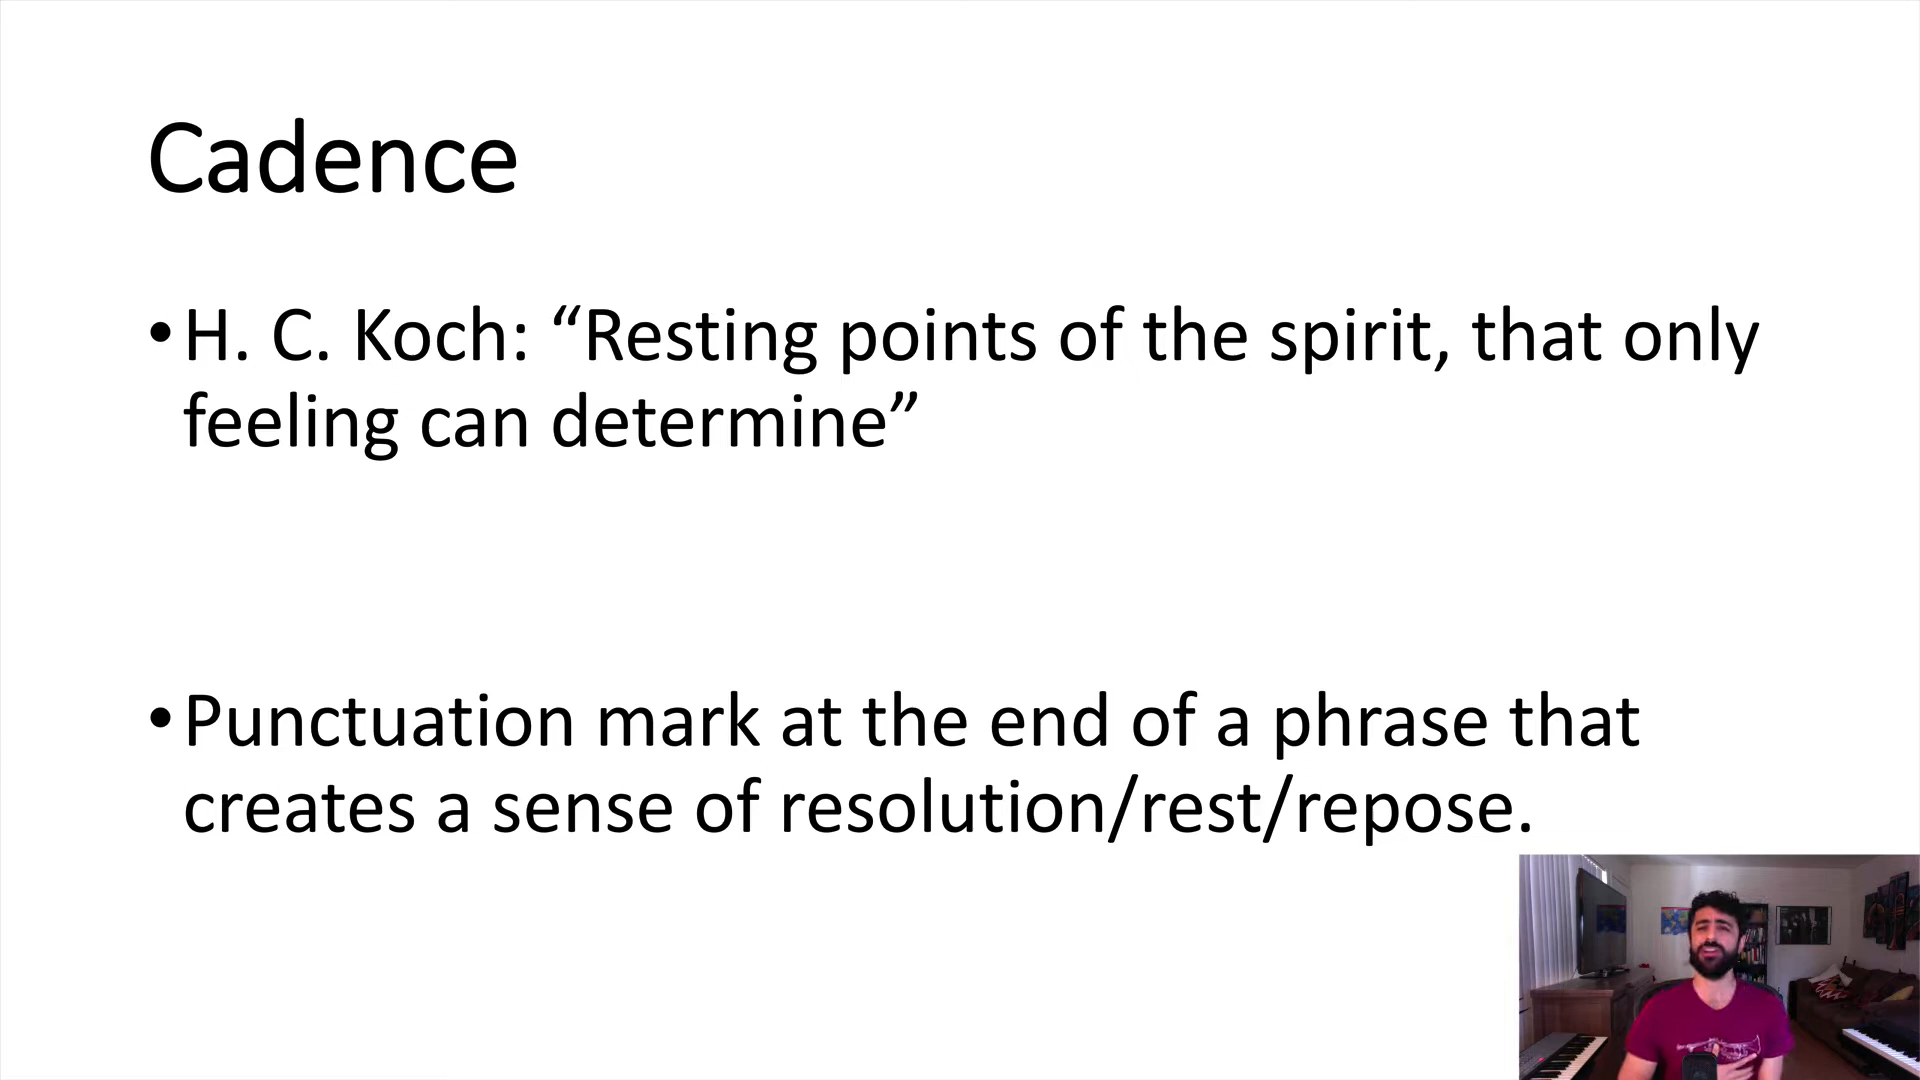 Cadence
•H. C. Koch: “Resting points of the spirit, that only
feeling can determine”
•Punctuation mark at the end of a phrase that
creates a sense of resolution/rest/repose.